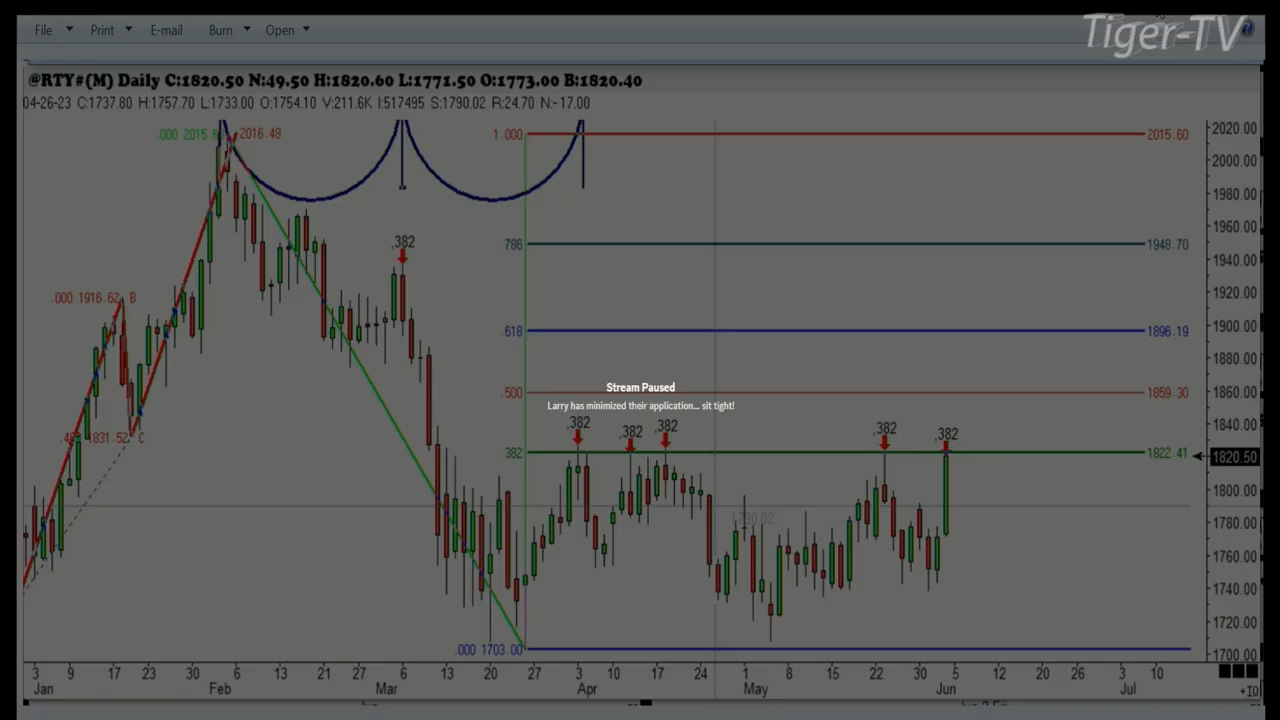 File Print E-mail Burn Open
Tiger-TV
@RTY#(M) Daily C:1820.50 N:49.50 H:1820.60 L:1771.50 O:1773.00 B:1820.40
04-26-23 C:1737.80 H:1757.70 L:1733.00 O:1754.10 V:211.6K I:517495 S:1790.02 R:24.70 N:-17.00
2020.00
.000 2015 2016.48 1.000 2015.60
2000.00
1980.00
1960.00
,382 .786 1948.70
1940.00
1920.00
.000 1916.62 B
1900.00
.618 1896.19
1880.00
Stream Paused
.500 1859.30 1860.00
Larry has minimized their application... sit tight!
,382 ,382 ,382 ,382 ,382
1840.00
1831.52 C
.382 1822.41 1820.50
1800.00
1790.02
1780.00
1760.00
1740.00
1720.00
.000 1703.00 1700.00
3 9 17 23 6 13 21 27 6 13 20 27 3 10 17 24 1 8 15 22 30 5 12 20 26 3 10
Jan Feb Mar Apr May Jun Jul